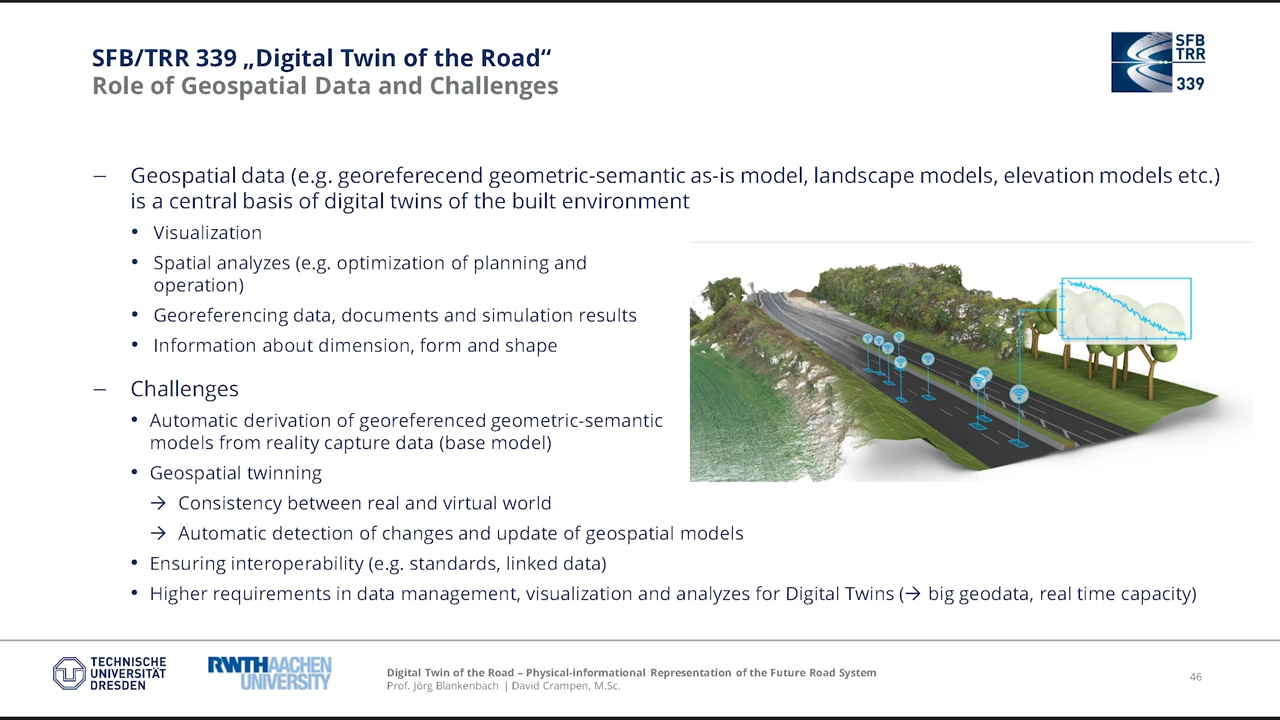 SFB/TRR 339 „Digital Twin of the Road“
Role of Geospatial Data and Challenges
SFB
TRR
339
– Geospatial data (e.g. georeferecend geometric-semantic as-is model, landscape models, elevation models etc.)
is a central basis of digital twins of the built environment
• Visualization
• Spatial analyzes (e.g. optimization of planning and
operation)
• Georeferencing data, documents and simulation results
• Information about dimension, form and shape
– Challenges
• Automatic derivation of georeferenced geometric-semantic
models from reality capture data (base model)
• Geospatial twinning
→ Consistency between real and virtual world
→ Automatic detection of changes and update of geospatial models
• Ensuring interoperability (e.g. standards, linked data)
• Higher requirements in data management, visualization and analyzes for Digital Twins (→ big geodata, real time capacity)
TECHNISCHE
UNIVERSITÄT
DRESDEN
RWTH AACHEN
UNIVERSITY
Digital Twin of the Road – Physical-informational Representation of the Future Road System
Prof. Jörg Blankenbach | David Crampen, M.Sc.
46